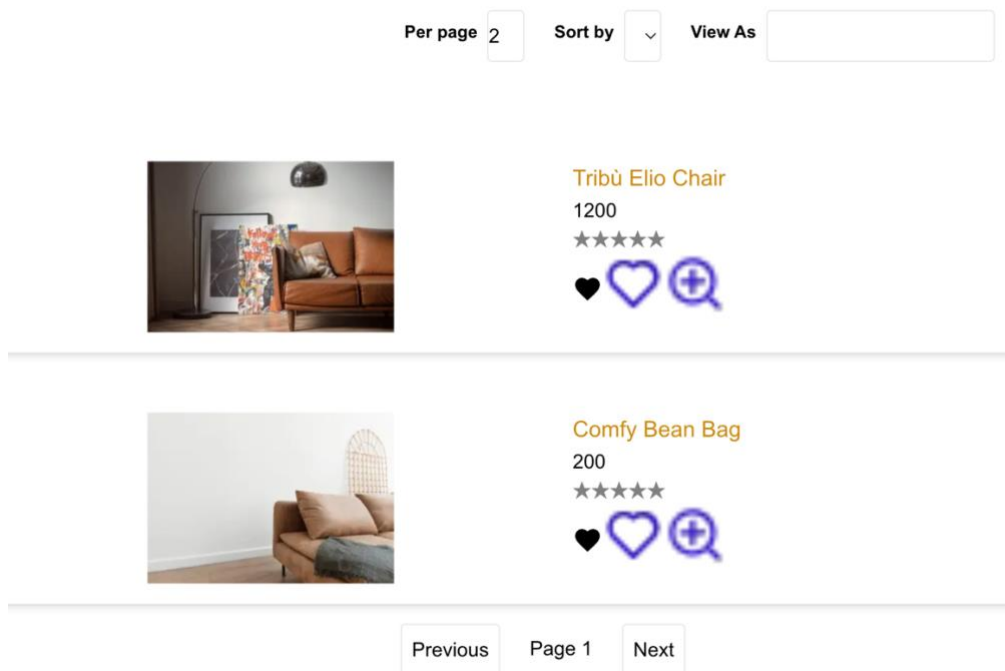 Per page 2 Sort by View As
Tribù Elio Chair
1200
Comfy Bean Bag
200
Previous Page 1 Next